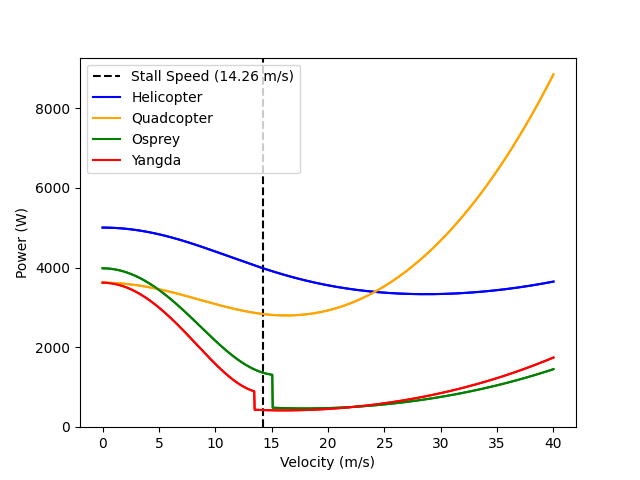 Stall Speed (14.26 m/s)
Helicopter
Quadcopter
Osprey
Yangda
Power (W)
8000
6000
4000
2000
0
0 5 10 15 20 25 30 35 40
Velocity (m/s)